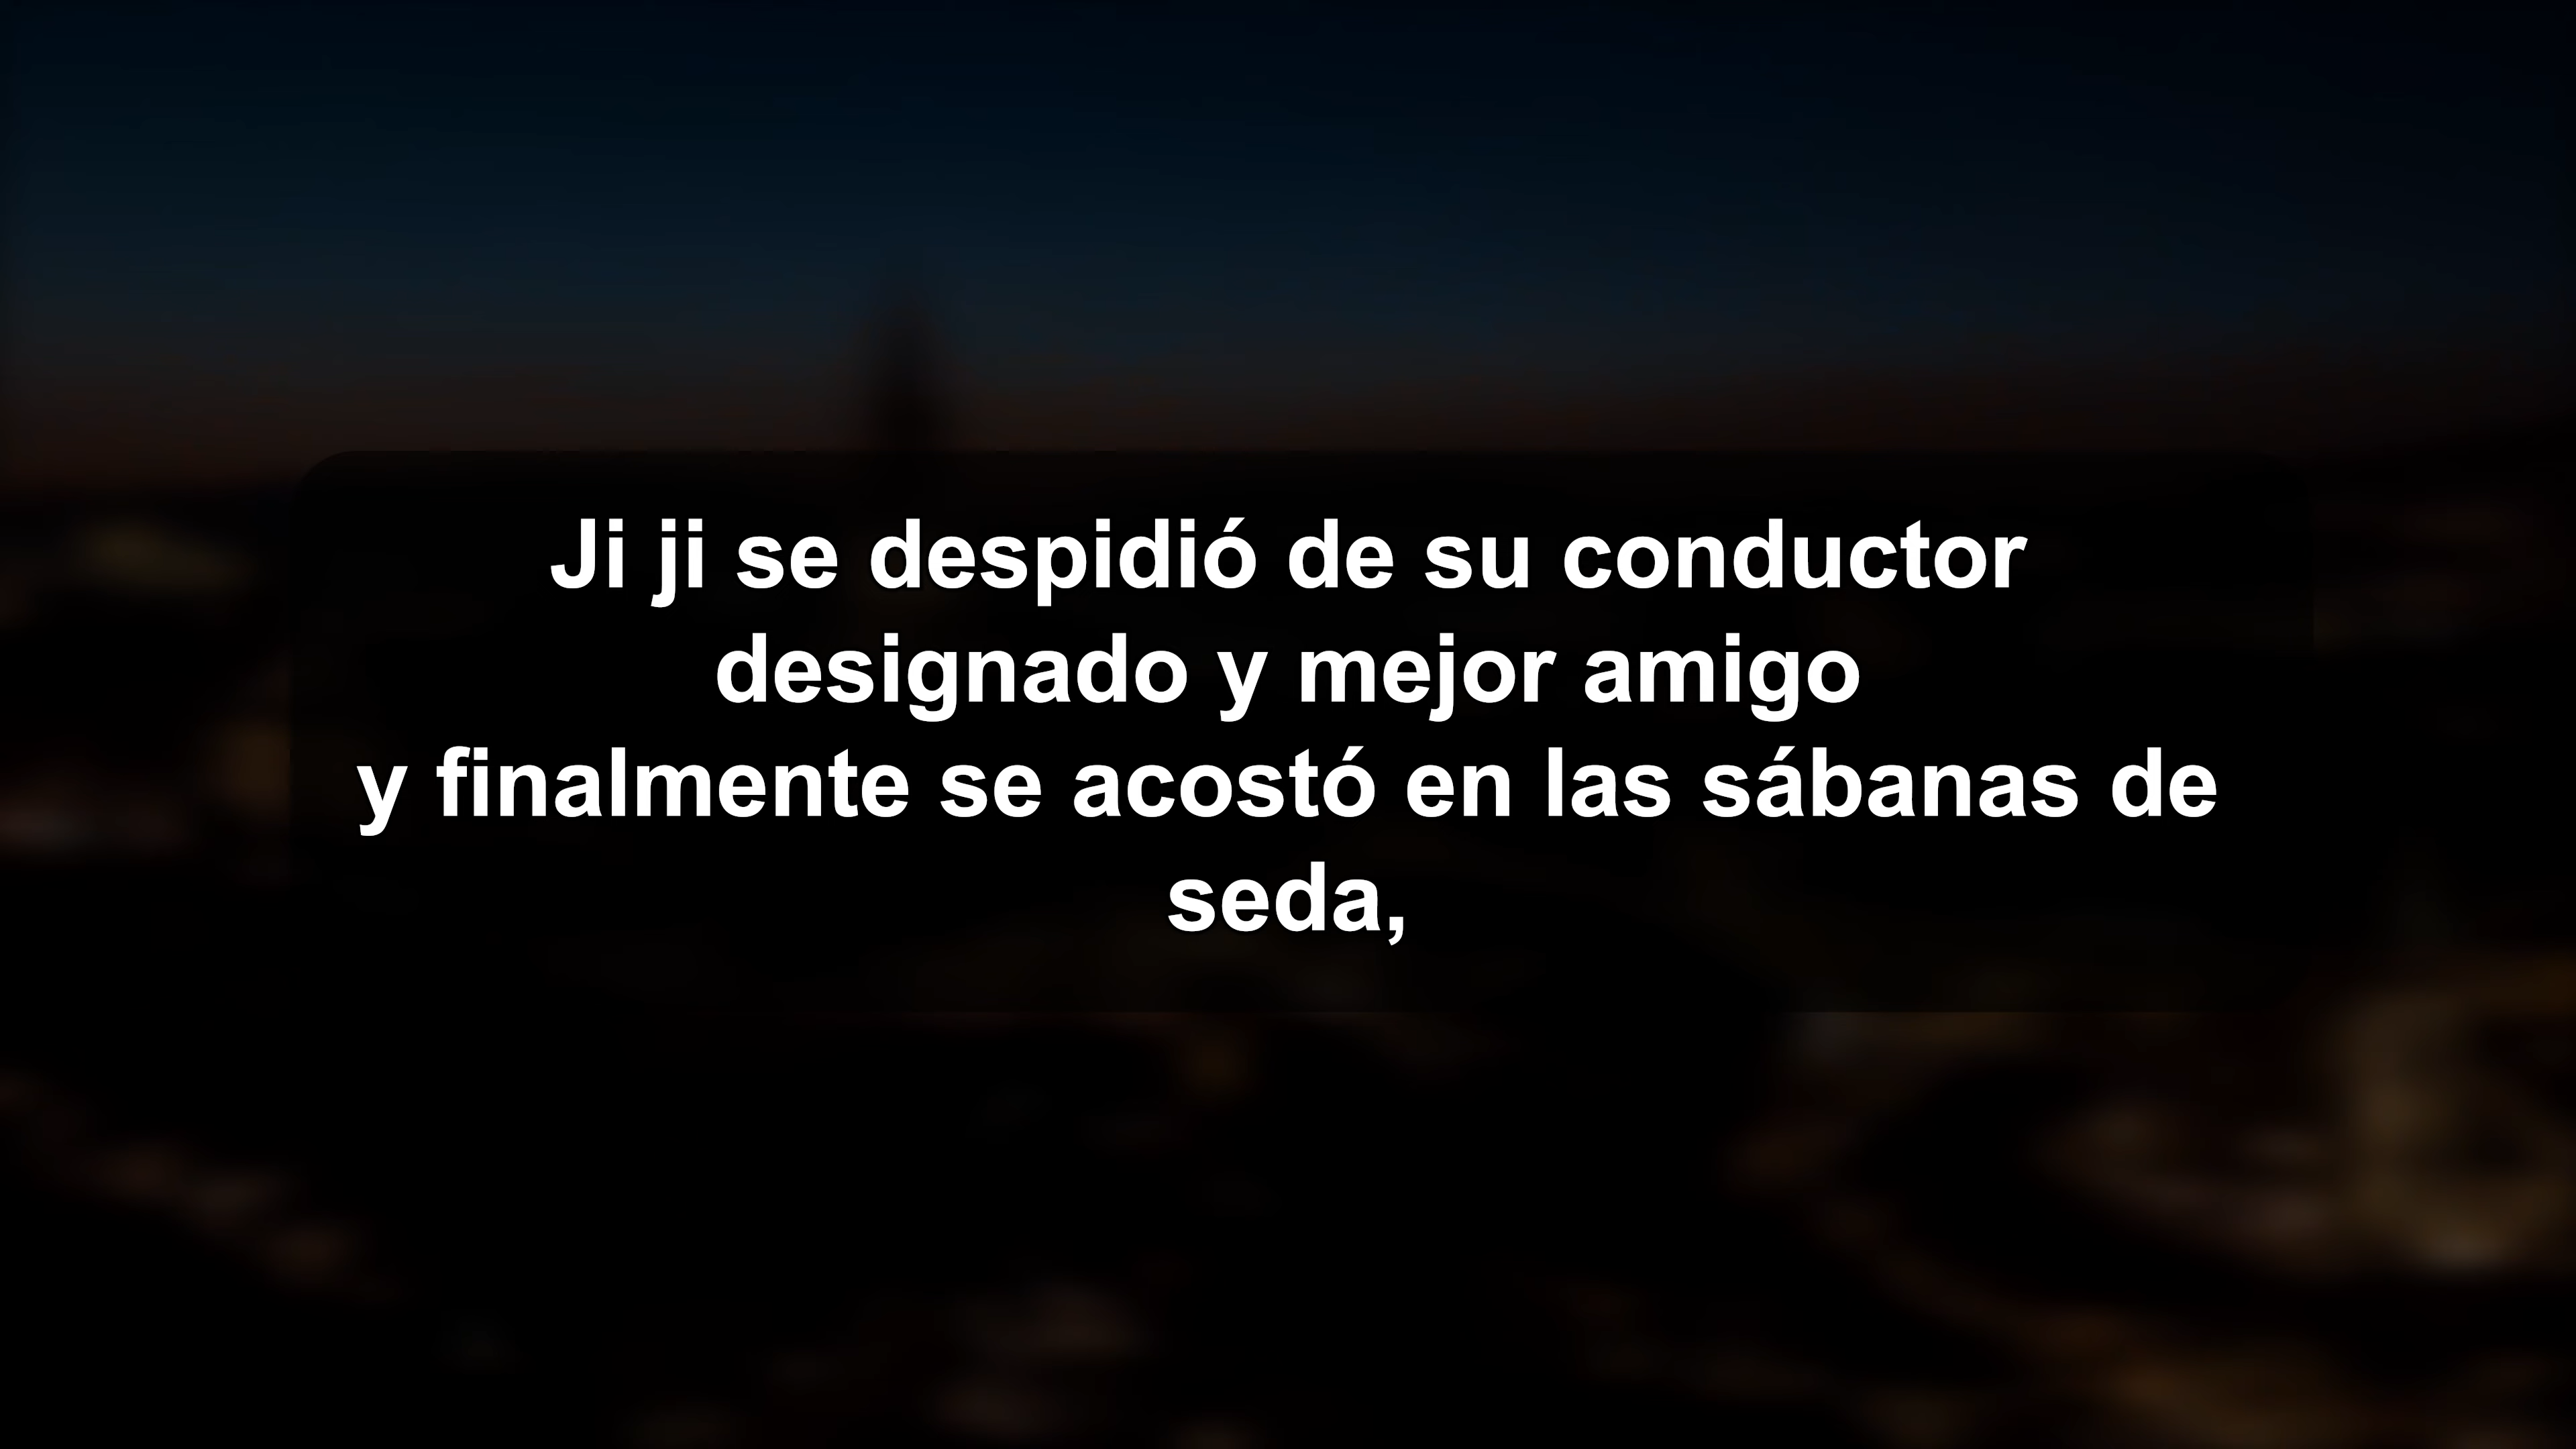 Ji ji se despidió de su conductor
designado y mejor amigo
y finalmente se acostó en las sábanas de
seda,